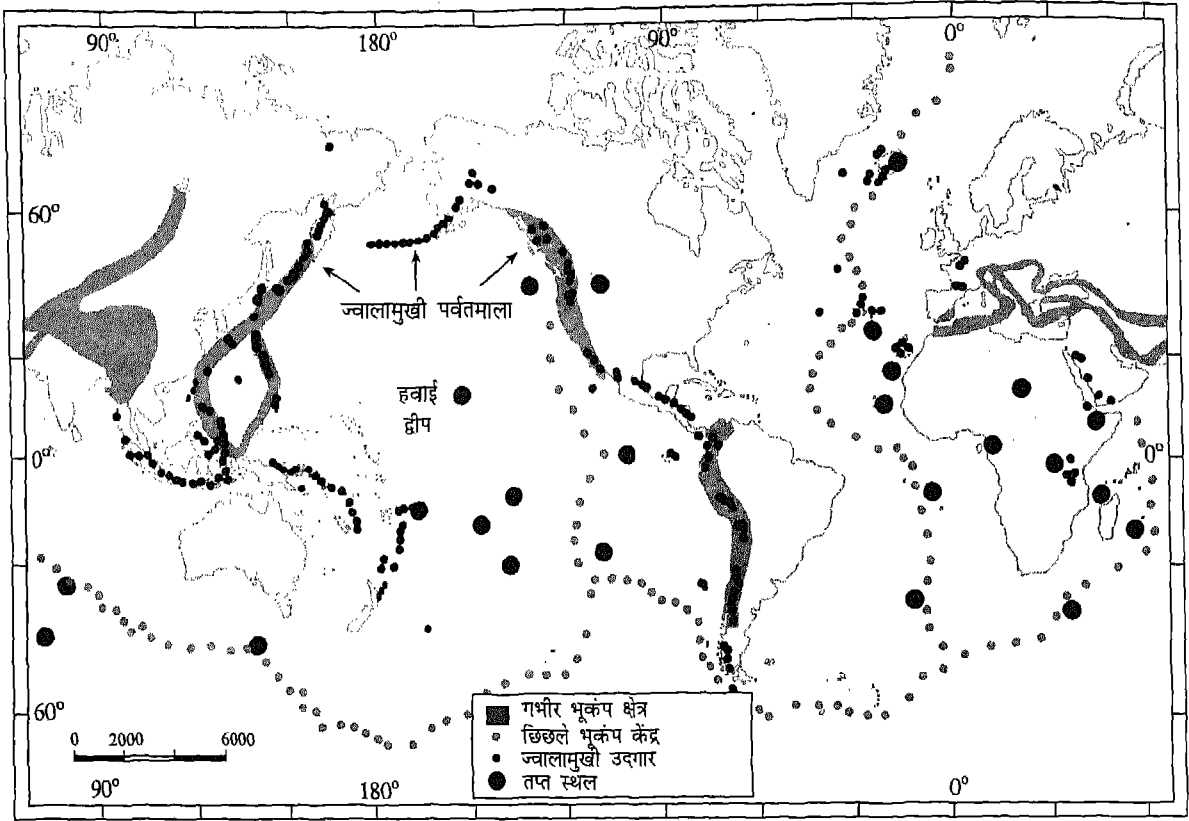 90° 180° 90° 0°
60°
ज्वालामुखी पर्वतमाला
हवाई
द्वीप
0° 0°
60°
गभीर भूकंप क्षेत्र
छिछले भूकंप केंद्र
ज्वालामुखी उदगार
तप्त स्थल
0 2000 6000
90° 180° 0°